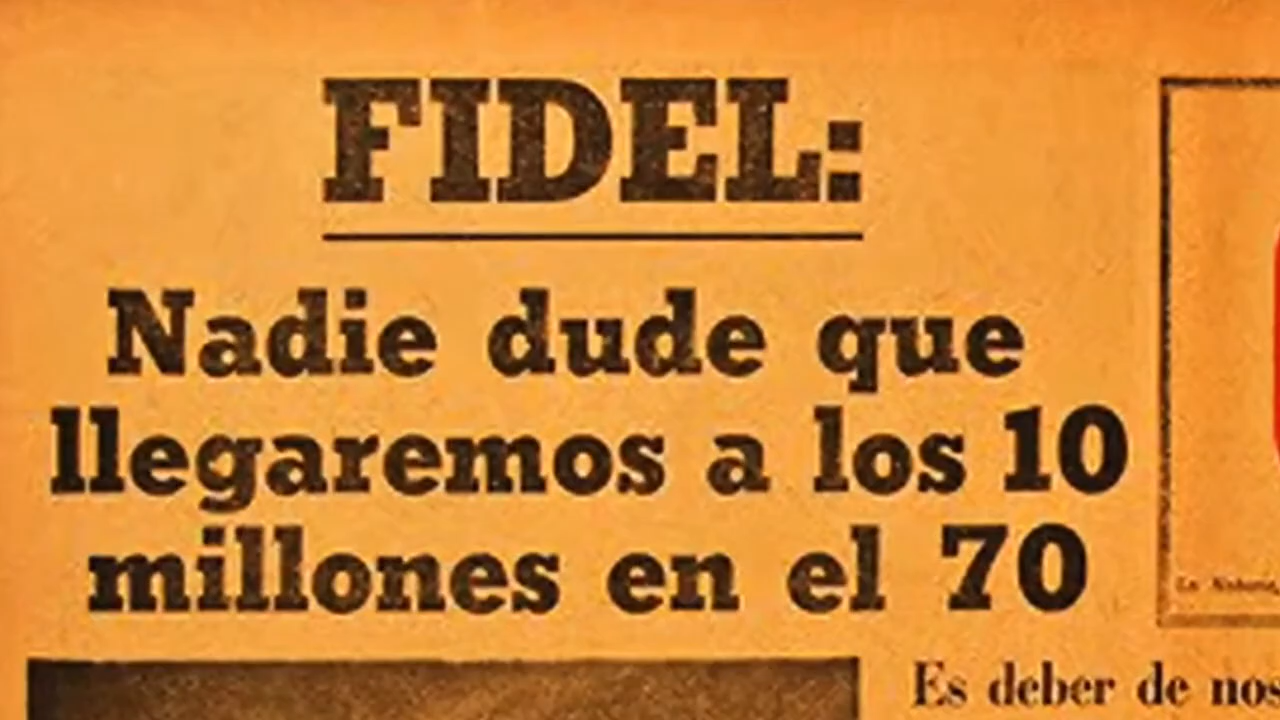 FIDEL:
Nadie dude que
llegaremos a los 10
millones en el 70
Es deber de nos